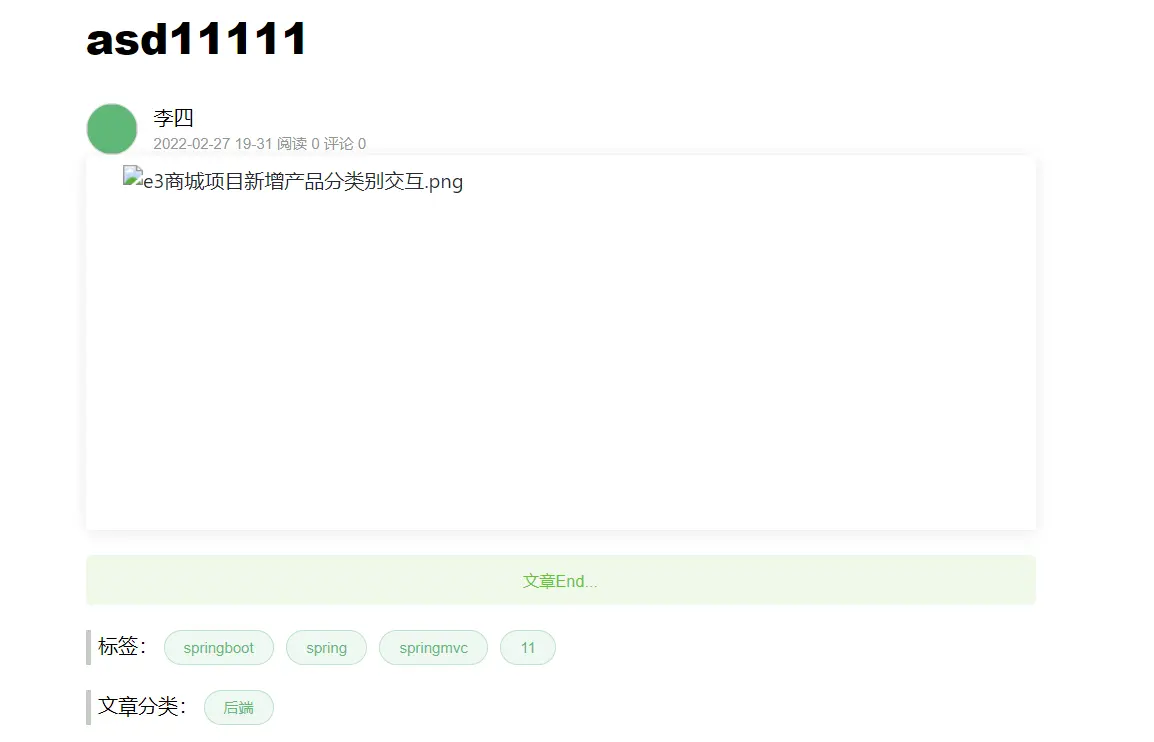 asd11111
李四
2022-02-27 19-31 阅读 0 评论 0
e3商城项目新增产品分类别交互.png
文章End...
标签： springboot spring springmvc 11
文章分类： 后端